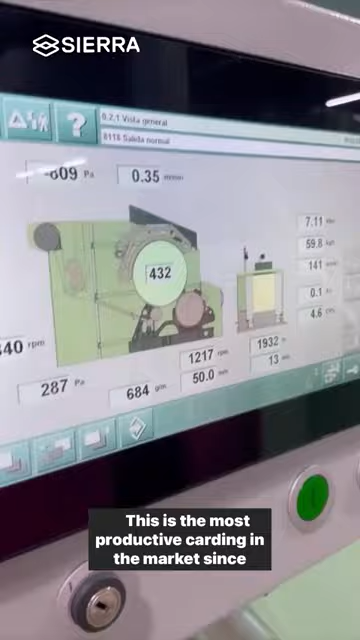 SIERRA
?
0.2.1 Vista general
8118 Salida normal
-609 Pa
0.35
7.11
59.8
432
141
0.1
4.6
40 rpm
1217 rpm
1932 m
287 Pa
684 g/m
50.0
13
This is the most
productive carding in
the market since